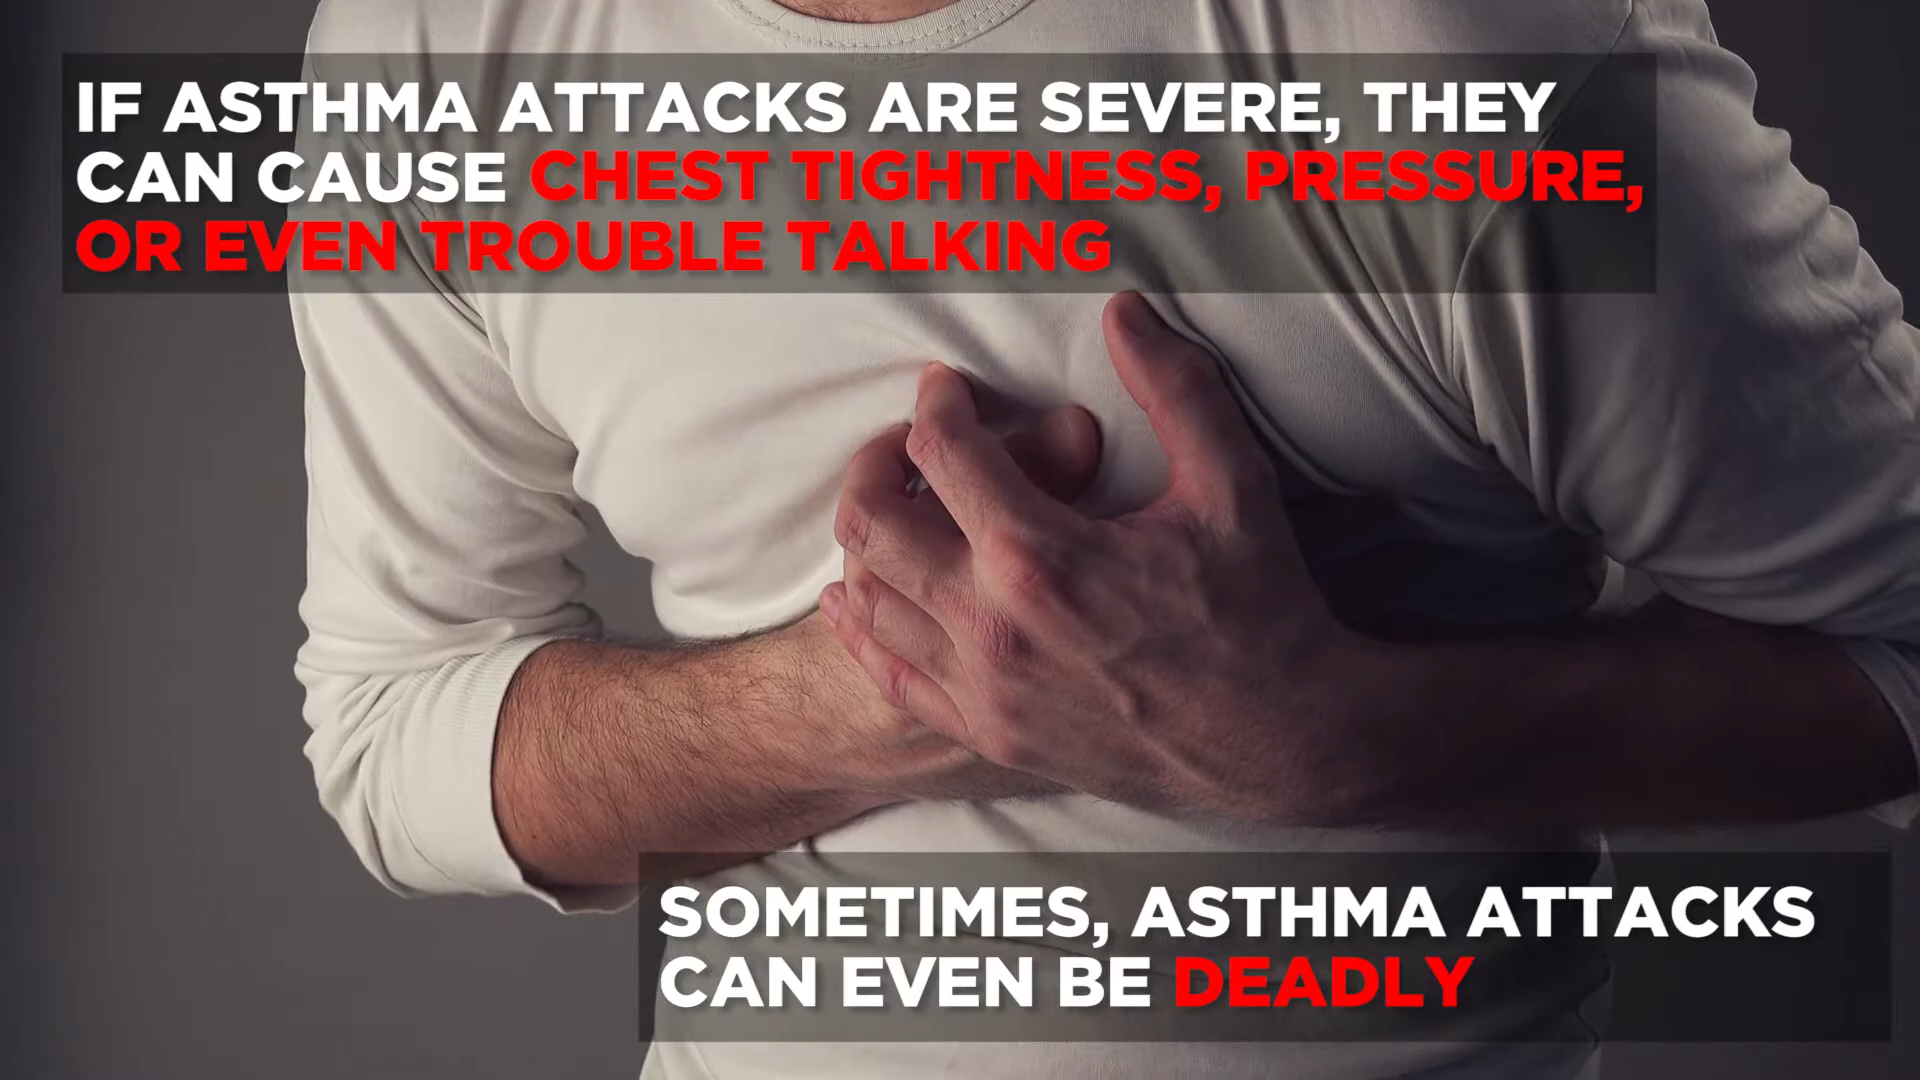 IF ASTHMA ATTACKS ARE SEVERE, THEY
CAN CAUSE CHEST TIGHTNESS, PRESSURE,
OR EVEN TROUBLE TALKING
SOMETIMES, ASTHMA ATTACKS
CAN EVEN BE DEADLY